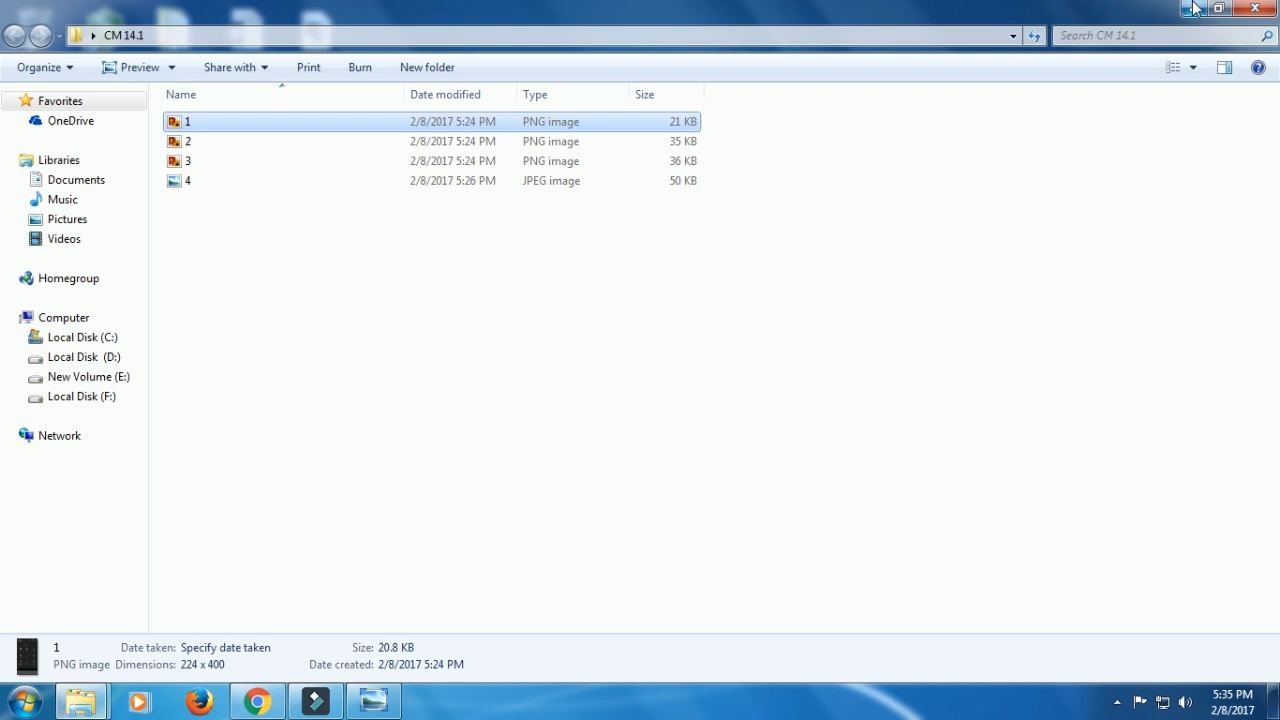 CM 14.1
Search CM 14.1
Organize Preview Share with Print Burn New folder
Name Date modified Type Size
Favorites
OneDrive
Libraries
Documents
Music
Pictures
Videos
Homegroup
Computer
Local Disk (C:)
Local Disk (D:)
New Volume (E:)
Local Disk (F:)
Network
1 2/8/2017 5:24 PM PNG image 21 KB
2 2/8/2017 5:24 PM PNG image 35 KB
3 2/8/2017 5:24 PM PNG image 36 KB
4 2/8/2017 5:26 PM JPEG image 50 KB
1 Date taken: Specify date taken Size: 20.8 KB
PNG image Dimensions: 224 x 400 Date created: 2/8/2017 5:24 PM
5:35 PM
2/8/2017